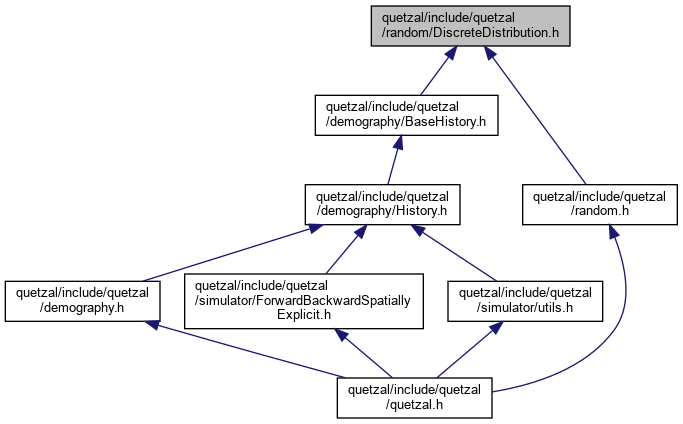 quetzal/include/quetzal
/random/DiscreteDistribution.h
quetzal/include/quetzal
/demography/BaseHistory.h
quetzal/include/quetzal
/demography/History.h
quetzal/include/quetzal
/random.h
quetzal/include/quetzal
/demography.h
quetzal/include/quetzal
/simulator/ForwardBackwardSpatially
Explicit.h
quetzal/include/quetzal
/simulator/utils.h
quetzal/include/quetzal
/quetzal.h